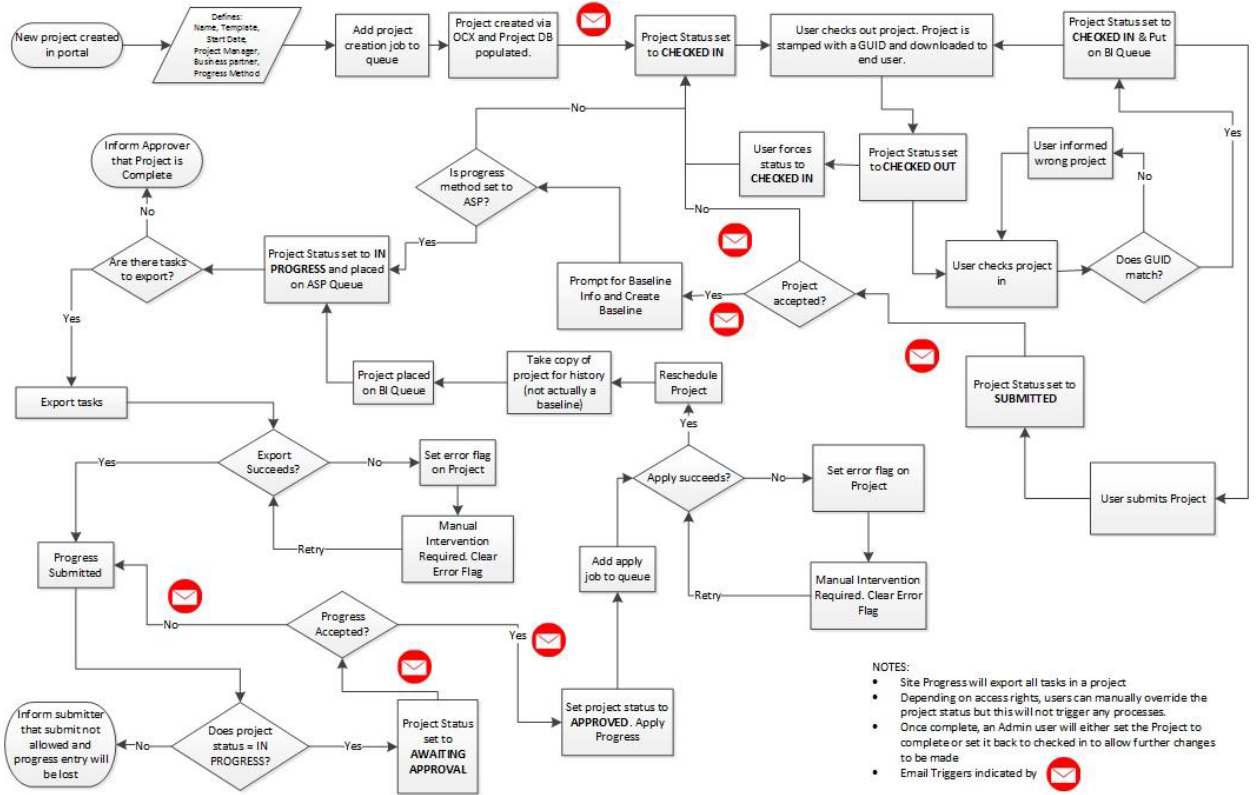 New project created
in portal
Defines:
Name, Template,
Start Date,
Project Manager,
Business partner,
Progress Method
Add project
creation job to
queue
Project created via
OCX and Project DB
populated.
Project Status set
to CHECKED IN
User checks out project. Project is
stamped with a GUID and downloaded to
end user.
Project Status set to
CHECKED IN & Put
on BI Queue
No
Yes
Inform Approver
that Project is
Complete
Is progress
method set to
ASP?
User forces
status to
CHECKED IN
Project Status set
to CHECKED OUT
User informed
wrong project
No
No
No
Yes
Are there tasks
to export?
Project Status set to IN
PROGRESS and placed
on ASP Queue
Prompt for Baseline
Info and Create
Baseline
Yes
Project
accepted?
User checks project
in
Does GUID
match?
Yes
Export tasks
Project placed
on BI Queue
Take copy of
project for history
(not actually a
baseline)
Reschedule
Project
Project Status set to
SUBMITTED
Yes
Yes
Export
Succeeds?
No
Set error flag
on Project
Apply succeeds?
No
Set error flag on
Project
User submits Project
Retry
Manual
Intervention
Required. Clear
Error Flag
Progress
Submitted
Add apply
job to queue
Retry
Manual Intervention
Required. Clear Error
Flag
No
Progress
Accepted?
Yes
Inform submitter
that submit not
allowed and
progress entry will
be lost
No
Does project
status = IN
PROGRESS?
Yes
Project Status
set to
AWAITING
APPROVAL
Set project status to
APPROVED. Apply
Progress
NOTES:
• Site Progress will export all tasks in a project
• Depending on access rights, users can manually override the
project status but this will not trigger any processes.
• Once complete, an Admin user will either set the Project to
complete or set it back to checked in to allow further changes
to be made
• Email Triggers indicated by